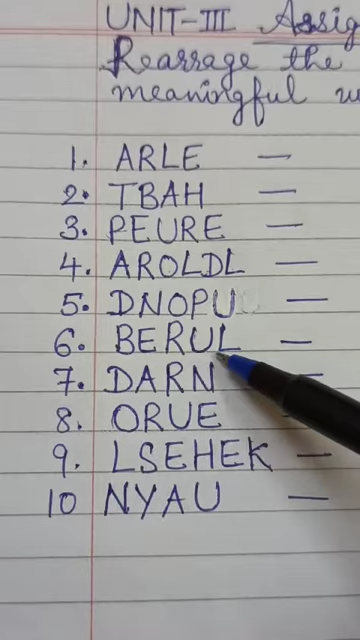 UNIT-III Assig
Rearrage the
meaningful w
1. ARLE —
2. TBAH —
3. PEURE —
4. AROLDL —
5. DNOPU —
6. BERUL —
7. DARN —
8. ORUE —
9. LSEHEK —
10 NYAU —